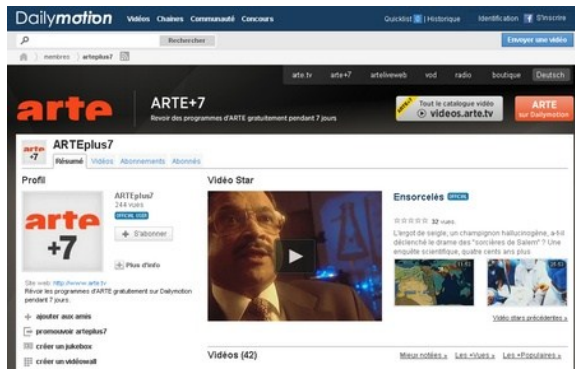 Dailymotion
Vidéos Chaines Communauté Concours
Quicklist 0 | Historique
Identification S'inscrire
Rechercher
Envoyer une vidéo
membres
arteplus7
arte.tv arte+7 arteliveweb vod radio boutique Deutsch
arte
ARTE+7
Revoir des programmes d'ARTE gratuitement pendant 7 jours
Tout le catalogue vidéo
videos.arte.tv
ARTE
sur Dailymotion
arte
+7
ARTEplus7
Résumé Vidéos Abonnements Abonnés
Profil
arte
+7
ARTEplus7
244 vues
OFFICIAL USER
S'abonner
Plus d'info
Site web: http://www.arte.tv
Révoir les programmes d'ARTE gratuitement sur Dailymotion
pendant 7 jours.
ajouter aux amis
promouvoir arteplus7
créer un jukebox
créer un vidéowall
Vidéo Star
Ensorcelés OFFICIAL
32 vues
L'ergot de seigle, un champignon hallucinogène, a-t-il
déclenché le drame des "sorcières de Salem" ? Une
enquête scientifique, quatre cents ans plus
Vidéo stars précédentes »
Vidéos (42)
Mieux notées » Les +Vues » Les +Populaires »